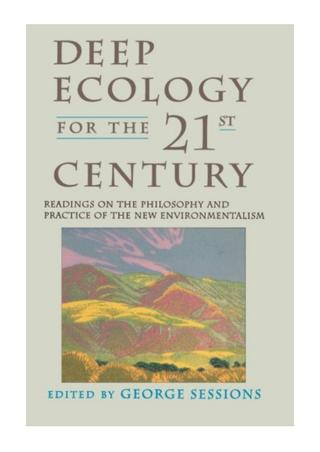 DEEP
ECOLOGY
FOR THE 21ST
CENTURY
READINGS ON THE PHILOSOPHY AND
PRACTICE OF THE NEW ENVIRONMENTALISM
EDITED BY GEORGE SESSIONS